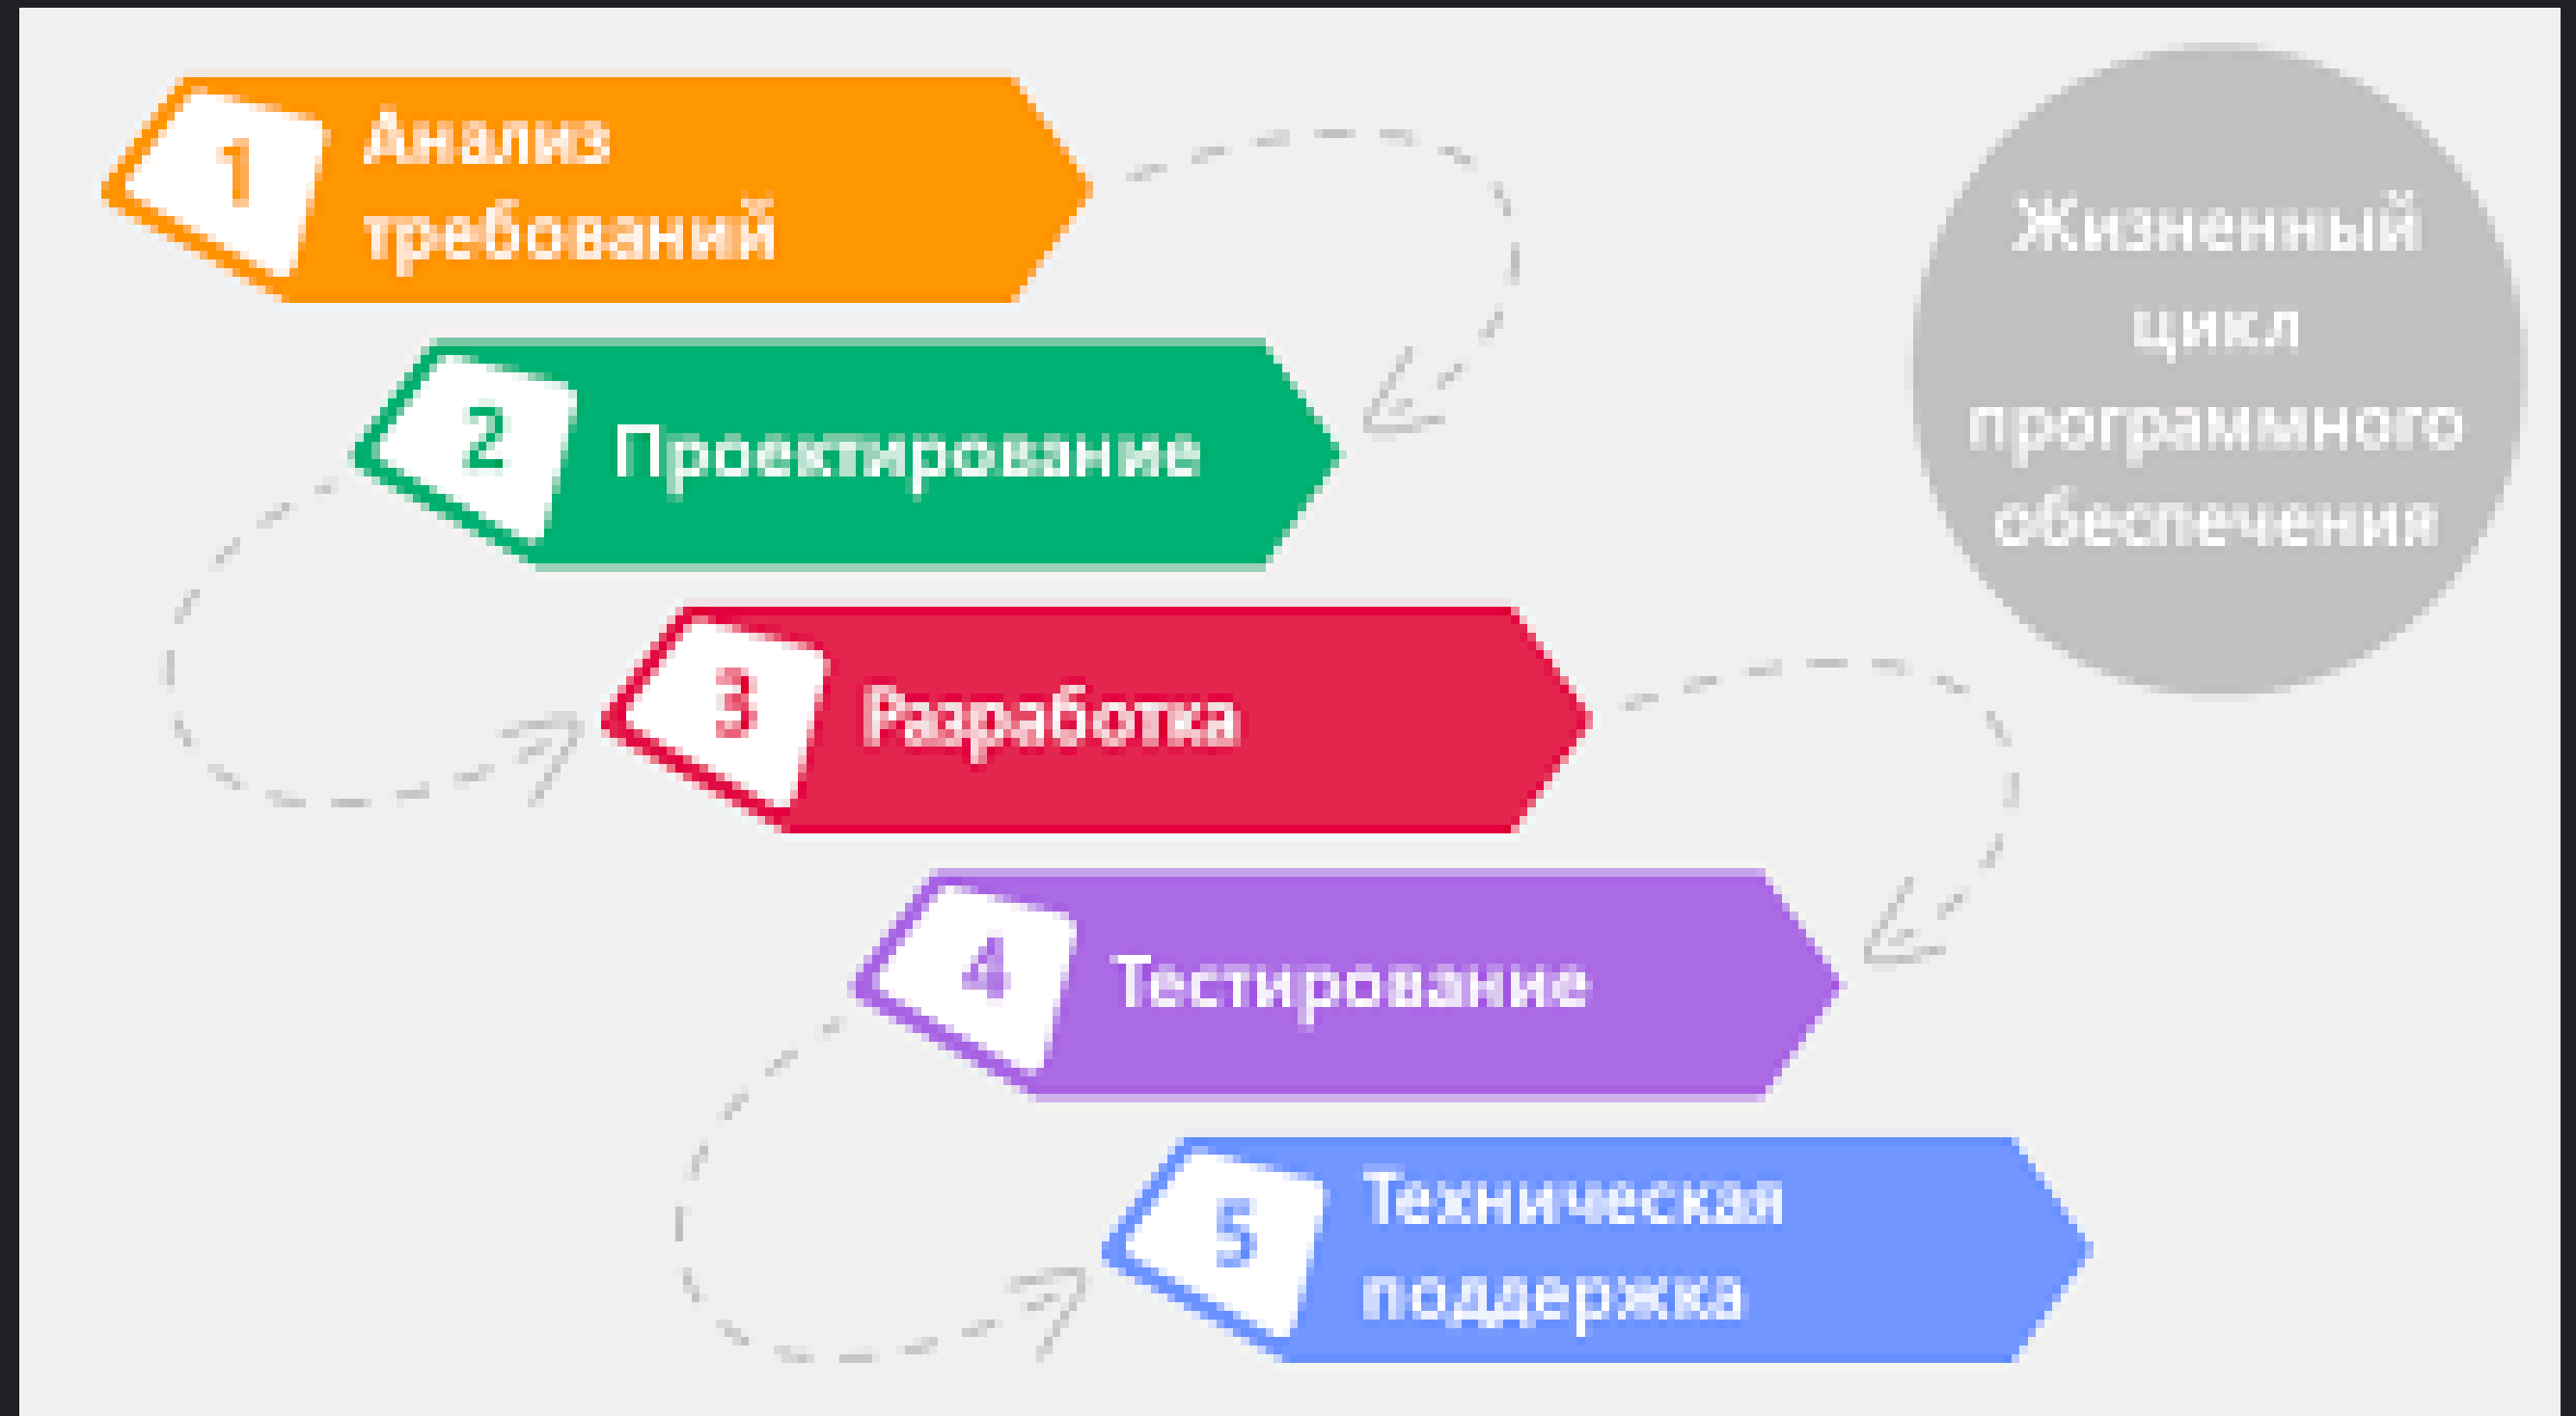 1
Анализ
требований
2
Проектирование
3
Разработка
4
Тестирование
5
Техническая
поддержка
Жизненный
цикл
программного
обеспечения